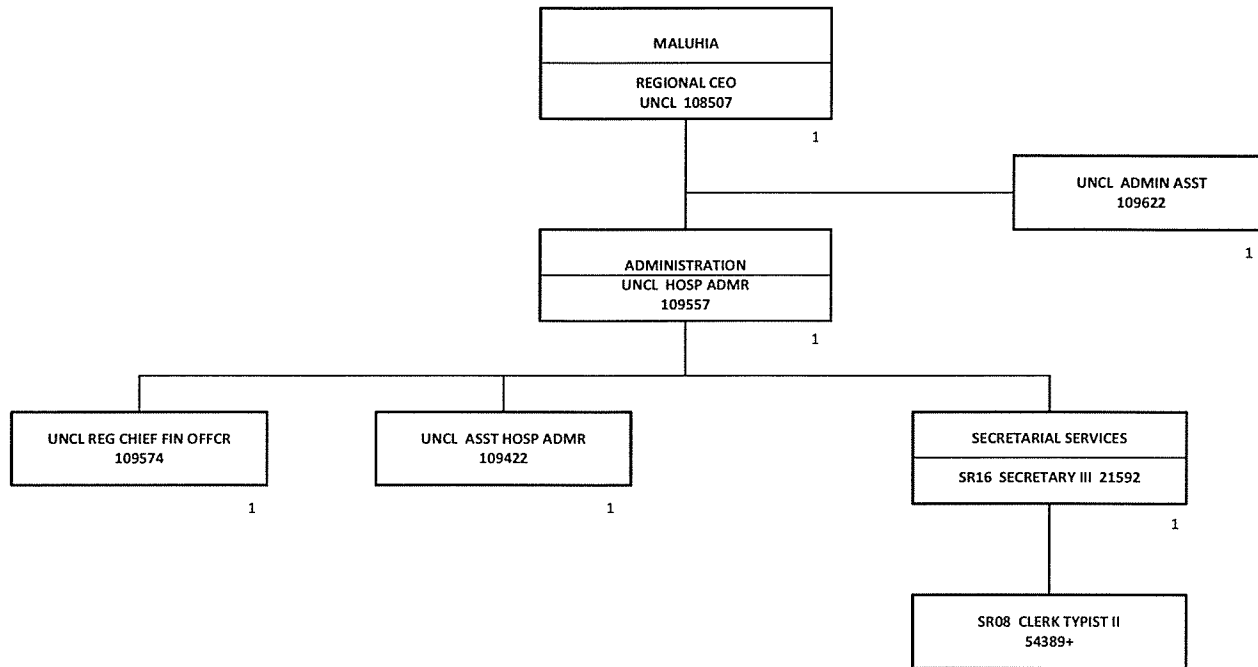 MALUHIA
REGIONAL CEO
UNCL 108507
1
UNCL ADMIN ASST
109622
1
ADMINISTRATION
UNCL HOSP ADMR
109557
1
UNCL REG CHIEF FIN OFFCR
109574
1
UNCL ASST HOSP ADMR
109422
1
SECRETARIAL SERVICES
SR16 SECRETARY III 21592
1
SR08 CLERK TYPIST II
54389+